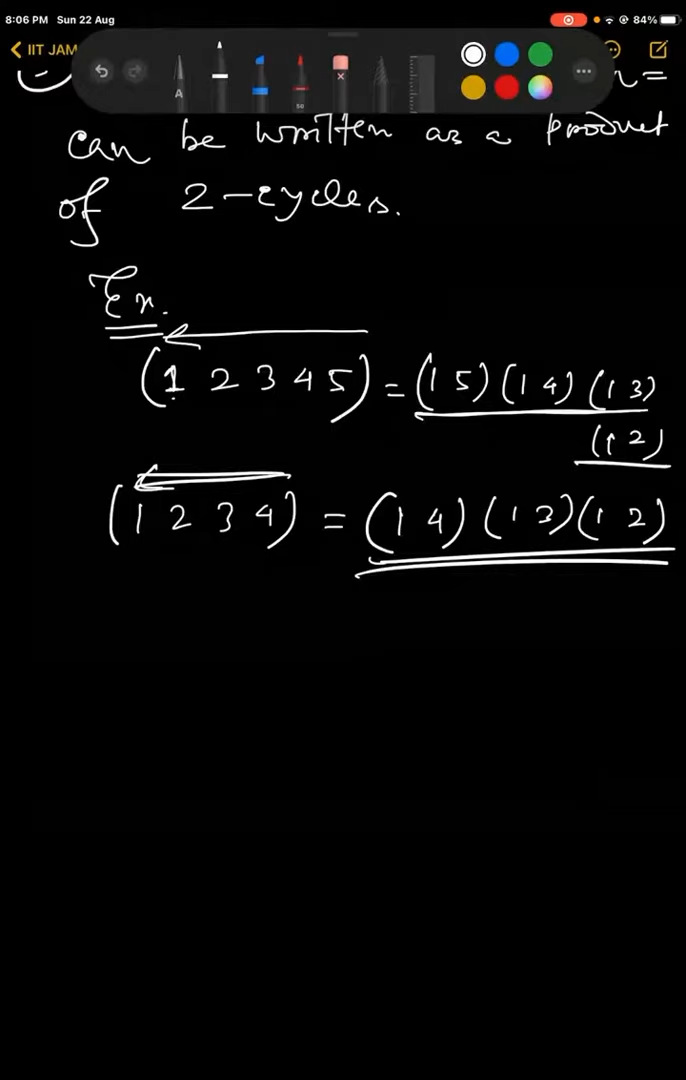 8:06 PM Sun 22 Aug 84%
IIT JAM
can be written as a product
of 2-cycles.
Ex.
(1 2 3 4 5) = (1 5) (1 4) (1 3)
(1 2)
(1 2 3 4) = (1 4) (1 3) (1 2)